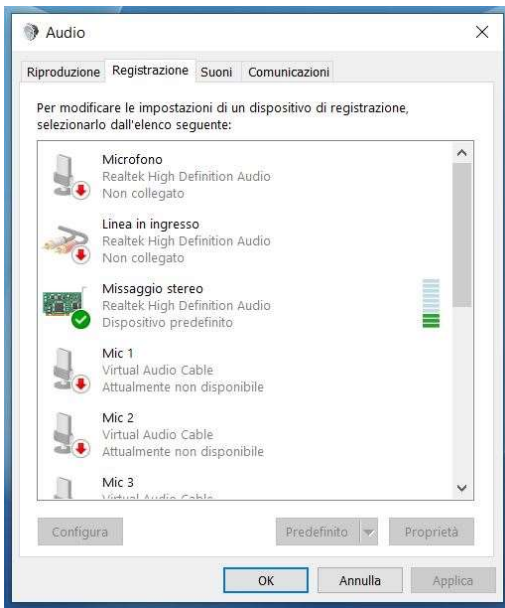 Audio
Riproduzione Registrazione Suoni Comunicazioni
Per modificare le impostazioni di un dispositivo di registrazione,
selezionarlo dall'elenco seguente:
Microfono
Realtek High Definition Audio
Non collegato
Linea in ingresso
Realtek High Definition Audio
Non collegato
Missaggio stereo
Realtek High Definition Audio
Dispositivo predefinito
Mic 1
Virtual Audio Cable
Attualmente non disponibile
Mic 2
Virtual Audio Cable
Attualmente non disponibile
Mic 3
Virtual Audio Cable
Configura Predefinito Proprietà
OK Annulla Applica